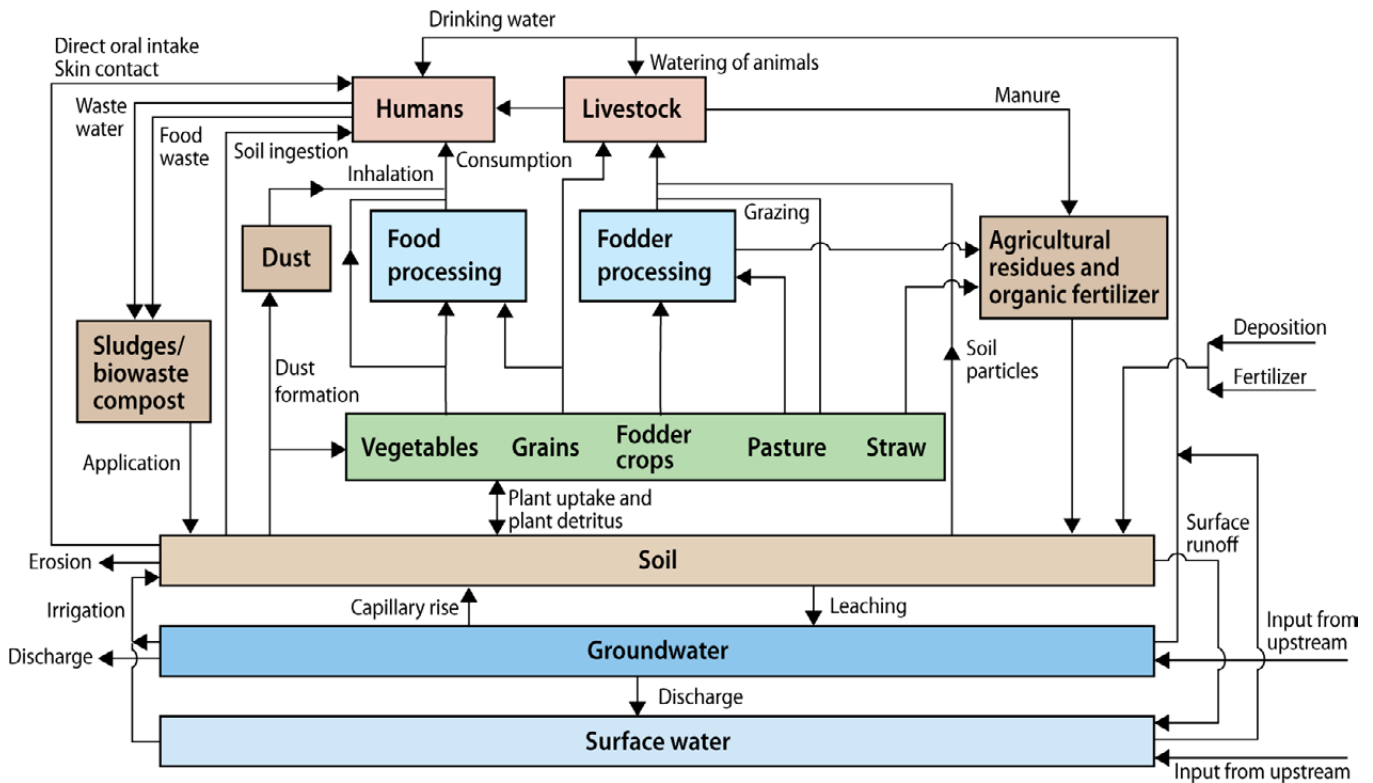 Drinking water
Direct oral intake
Skin contact
Watering of animals
Waste
water
Humans
Livestock
Manure
Food
waste
Soil ingestion
Consumption
Inhalation
Grazing
Dust
Food
processing
Fodder
processing
Agricultural
residues and
organic fertilizer
Deposition
Sludges/
biowaste
compost
Dust
formation
Soil
particles
Fertilizer
Application
Vegetables
Grains
Fodder
crops
Pasture
Straw
Plant uptake and
plant detritus
Surface
runoff
Erosion
Soil
Irrigation
Capillary rise
Leaching
Input from
upstream
Discharge
Groundwater
Discharge
Surface water
Input from upstream